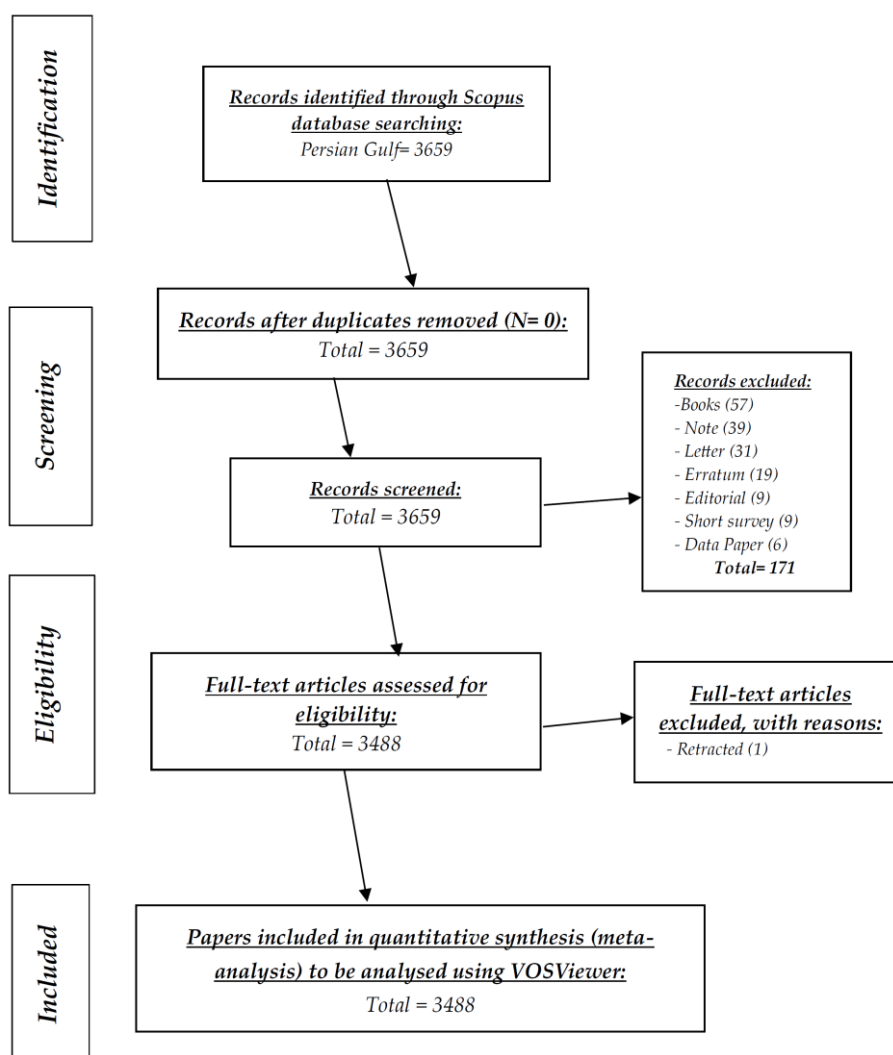 Identification
Records identified through Scopus
database searching:
Persian Gulf= 3659
Screening
Records after duplicates removed (N= 0):
Total = 3659
Records screened:
Total = 3659
Records excluded:
-Books (57)
- Note (39)
- Letter (31)
- Erratum (19)
- Editorial (9)
- Short survey (9)
- Data Paper (6)
Total= 171
Eligibility
Full-text articles assessed for
eligibility:
Total = 3488
Full-text articles
excluded, with reasons:
- Retracted (1)
Included
Papers included in quantitative synthesis (meta-
analysis) to be analysed using VOSViewer:
Total = 3488